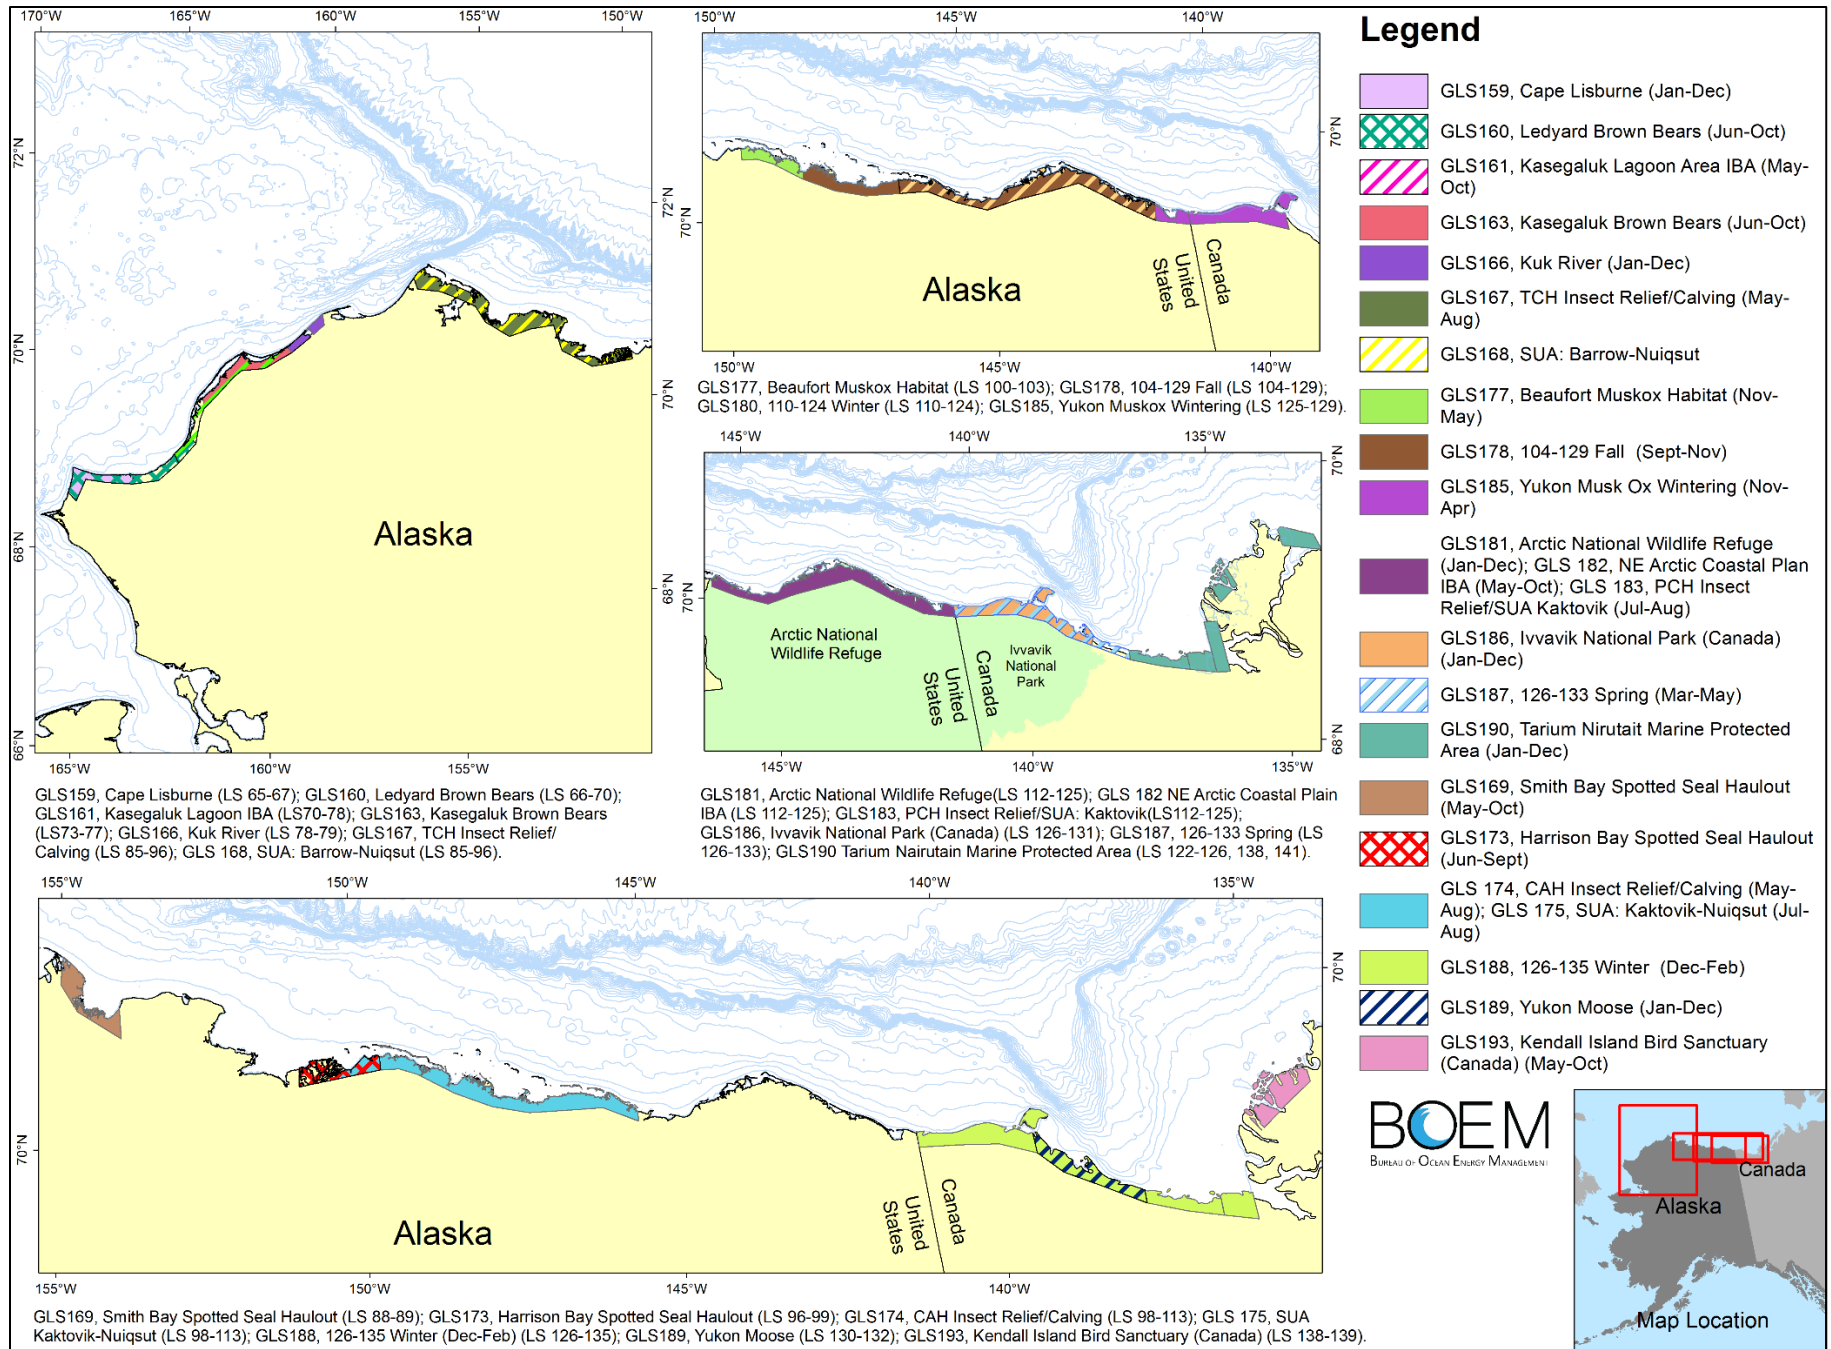 170°W 165°W 160°W 155°W 150°W
72°N
70°N
68°N
66°N
72°N
70°N
68°N
Alaska
165°W 160°W 155°W
GLS159, Cape Lisburne (LS 65-67); GLS160, Ledyard Brown Bears (LS 66-70);
GLS161, Kasegaluk Lagoon IBA (LS70-78); GLS163, Kasegaluk Brown Bears
(LS73-77); GLS166, Kuk River (LS 78-79); GLS167, TCH Insect Relief/
Calving (LS 85-96); GLS 168, SUA: Barrow-Nuiqsut (LS 85-96).
150°W 145°W 140°W
70°N
70°N
Alaska
United
States
Canada
150°W 145°W 140°W
GLS177, Beaufort Muskox Habitat (LS 100-103); GLS178, 104-129 Fall (LS 104-129);
GLS180, 110-124 Winter (LS 110-124); GLS185, Yukon Muskox Wintering (LS 125-129).
145°W 140°W 135°W
70°N
70°N
68°N
Arctic National
Wildlife Refuge
Ivvavik
National
Park
United
States
Canada
145°W 140°W 135°W
GLS181, Arctic National Wildlife Refuge(LS 112-125); GLS 182 NE Arctic Coastal Plain
IBA (LS 112-125); GLS183, PCH Insect Relief/SUA: Kaktovik(LS112-125);
GLS186, Ivvavik National Park (Canada) (LS 126-131); GLS187, 126-133 Spring (LS
126-133); GLS190 Tarium Nairutain Marine Protected Area (LS 122-126, 138, 141).
155°W 150°W 145°W 140°W 135°W
70°N
70°N
Alaska
United
States
Canada
155°W 150°W 145°W 140°W
GLS169, Smith Bay Spotted Seal Haulout (LS 88-89); GLS173, Harrison Bay Spotted Seal Haulout (LS 96-99); GLS174, CAH Insect Relief/Calving (LS 98-113); GLS 175, SUA
Kaktovik-Nuiqsut (LS 98-113); GLS188, 126-135 Winter (Dec-Feb) (LS 126-135); GLS189, Yukon Moose (LS 130-132); GLS193, Kendall Island Bird Sanctuary (Canada) (LS 138-139).
Legend
GLS159, Cape Lisburne (Jan-Dec)
GLS160, Ledyard Brown Bears (Jun-Oct)
GLS161, Kasegaluk Lagoon Area IBA (May-
Oct)
GLS163, Kasegaluk Brown Bears (Jun-Oct)
GLS166, Kuk River (Jan-Dec)
GLS167, TCH Insect Relief/Calving (May-
Aug)
GLS168, SUA: Barrow-Nuiqsut
GLS177, Beaufort Muskox Habitat (Nov-
May)
GLS178, 104-129 Fall (Sept-Nov)
GLS185, Yukon Musk Ox Wintering (Nov-
Apr)
GLS181, Arctic National Wildlife Refuge
(Jan-Dec); GLS 182, NE Arctic Coastal Plan
IBA (May-Oct); GLS 183, PCH Insect
Relief/SUA Kaktovik (Jul-Aug)
GLS186, Ivvavik National Park (Canada)
(Jan-Dec)
GLS187, 126-133 Spring (Mar-May)
GLS190, Tarium Nirutait Marine Protected
Area (Jan-Dec)
GLS169, Smith Bay Spotted Seal Haulout
(May-Oct)
GLS173, Harrison Bay Spotted Seal Haulout
(Jun-Sept)
GLS 174, CAH Insect Relief/Calving (May-
Aug); GLS 175, SUA: Kaktovik-Nuiqsut (Jul-
Aug)
GLS188, 126-135 Winter (Dec-Feb)
GLS189, Yukon Moose (Jan-Dec)
GLS193, Kendall Island Bird Sanctuary
(Canada) (May-Oct)
BOEM
BUREAU OF OCEAN ENERGY MANAGEMENT
Canada
Alaska
Map Location